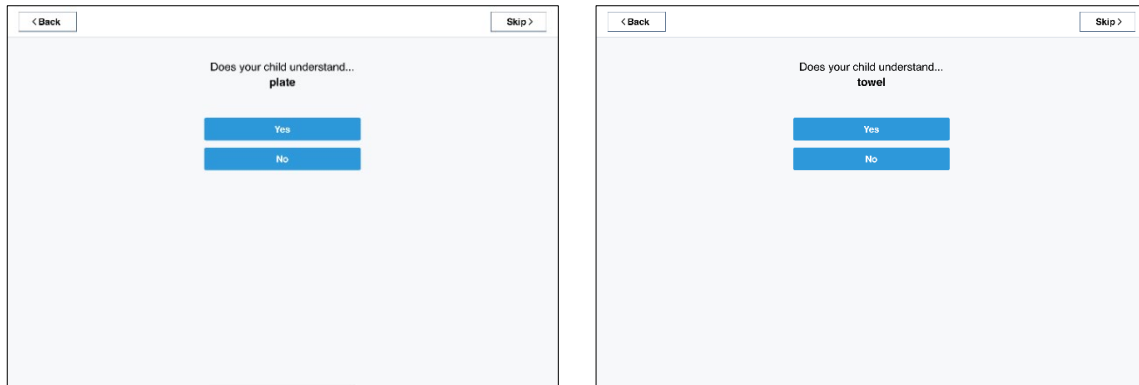 < Back
Skip >
Does your child understand...
plate
Yes
No
< Back
Skip >
Does your child understand...
towel
Yes
No